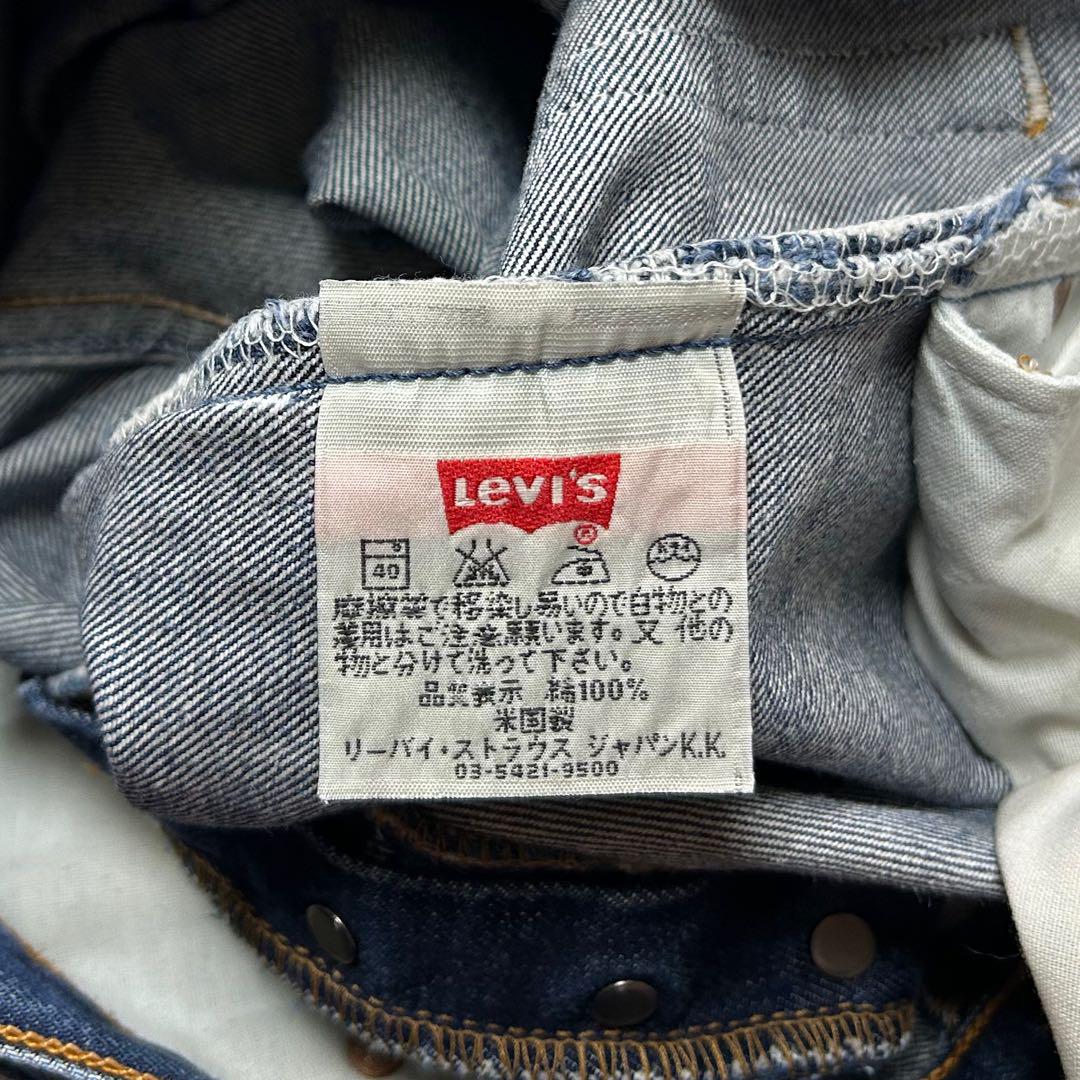 Levi's
®
40
摩擦等で移染し易いので白物との
着用はご注意願います。又 他の
物と分けて洗って下さい。
品質表示 綿100%
米国製
リーバイ・ストラウス ジャパンK.K.
03-5421-9500